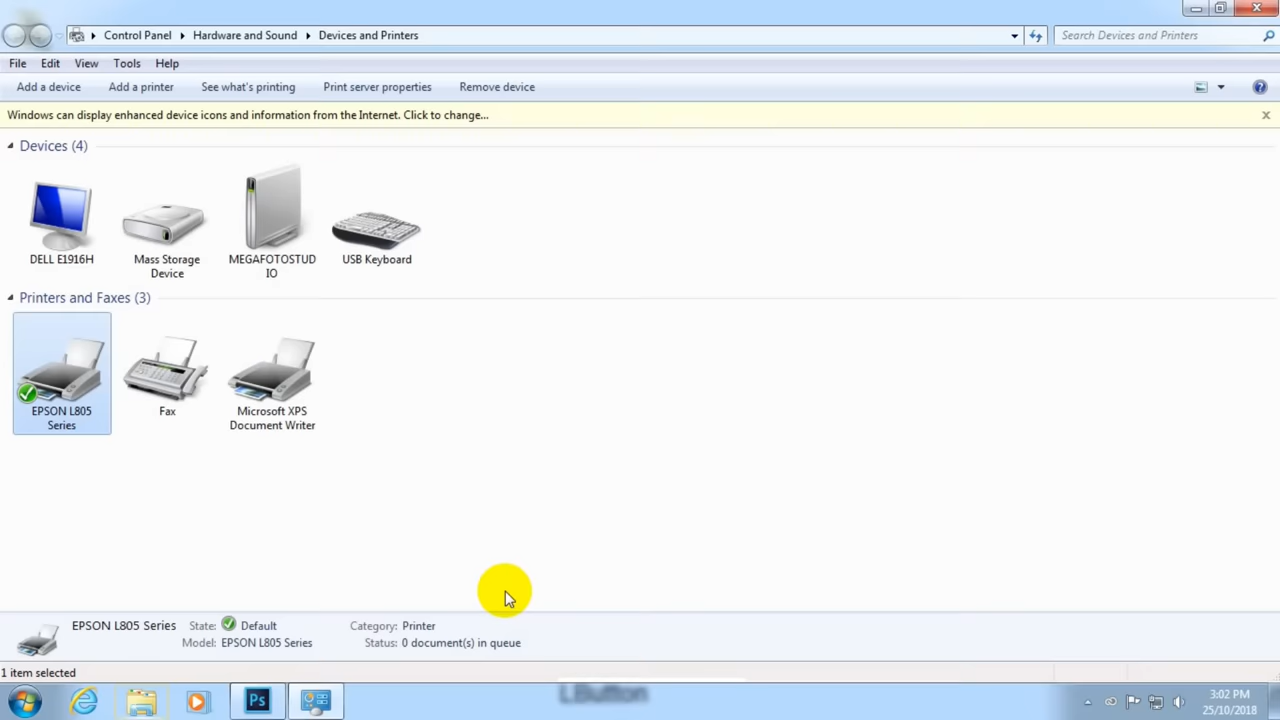 Control Panel Hardware and Sound Devices and Printers
Search Devices and Printers
File Edit View Tools Help
Add a device Add a printer See what's printing Print server properties Remove device
Windows can display enhanced device icons and information from the Internet. Click to change...
Devices (4)
DELL E1916H
Mass Storage
Device
MEGAFOTOSTUD
IO
USB Keyboard
Printers and Faxes (3)
EPSON L805
Series
Fax
Microsoft XPS
Document Writer
EPSON L805 Series State: Default Category: Printer
Model: EPSON L805 Series Status: 0 document(s) in queue
1 item selected
Ps
LButton
3:02 PM
25/10/2018